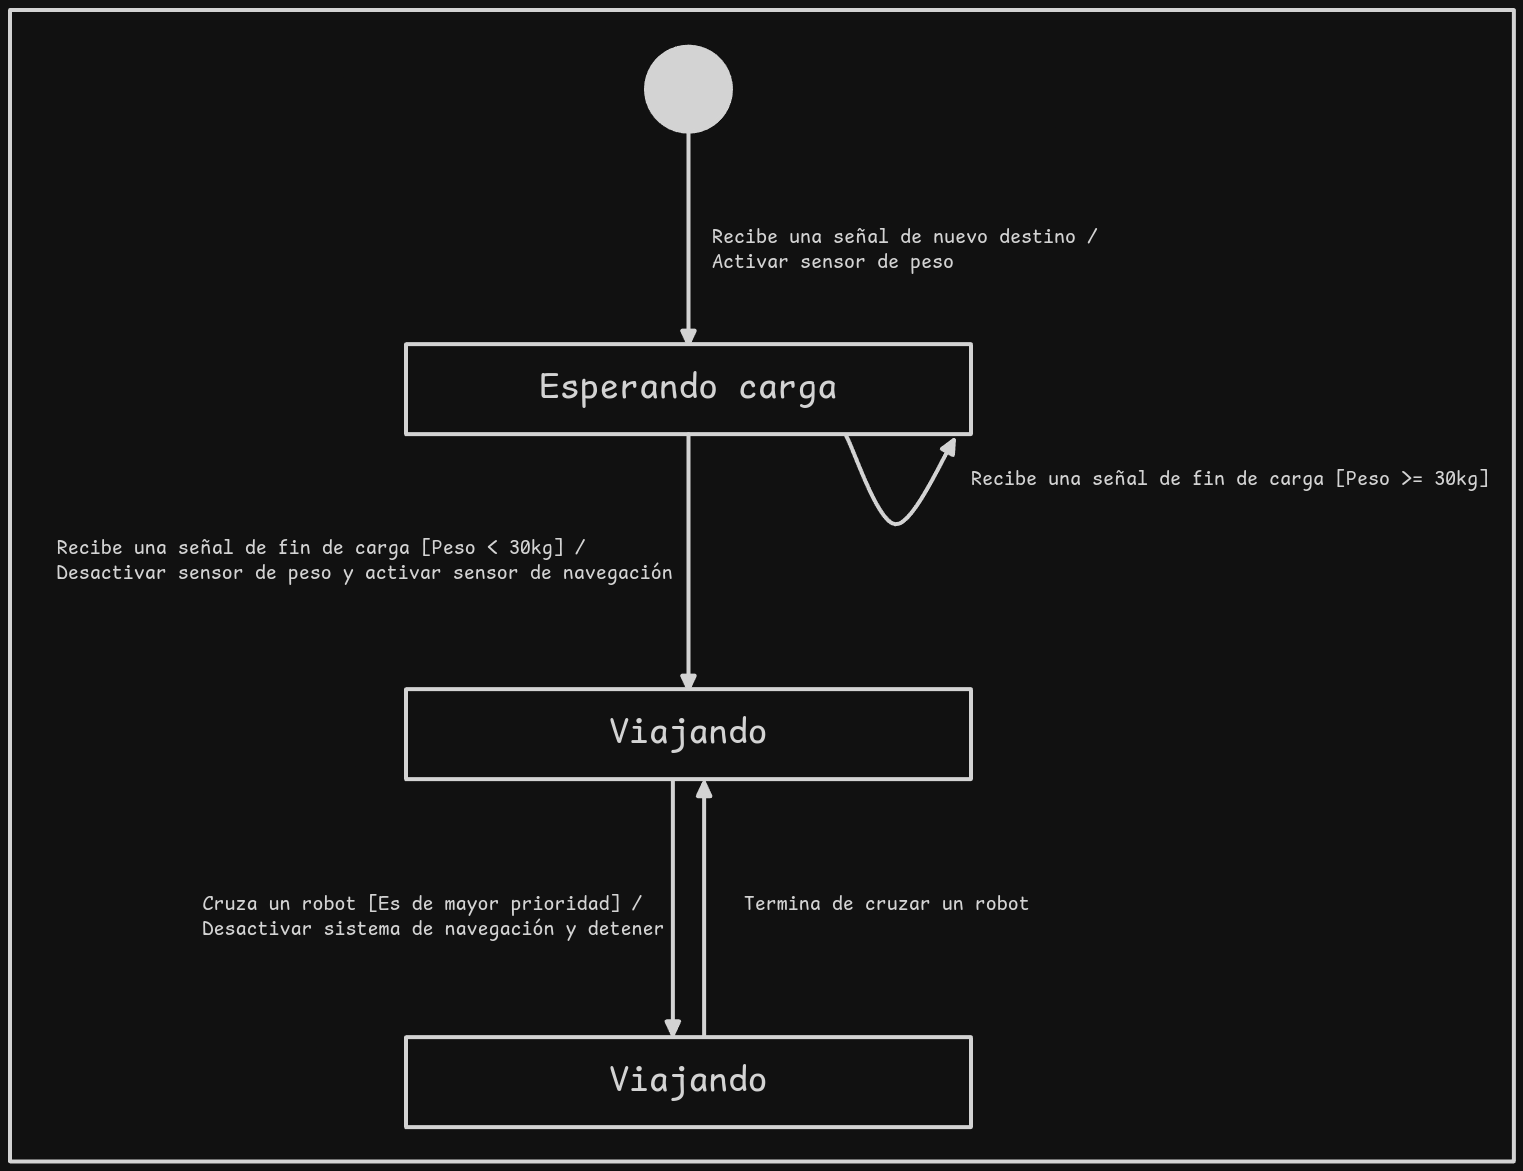 Recibe una señal de nuevo destino /
Activar sensor de peso
Esperando carga
Recibe una señal de fin de carga [Peso >= 30kg]
Recibe una señal de fin de carga [Peso < 30kg] /
Desactivar sensor de peso y activar sensor de navegación
Viajando
Cruza un robot [Es de mayor prioridad] /
Desactivar sistema de navegación y detener
Termina de cruzar un robot
Viajando